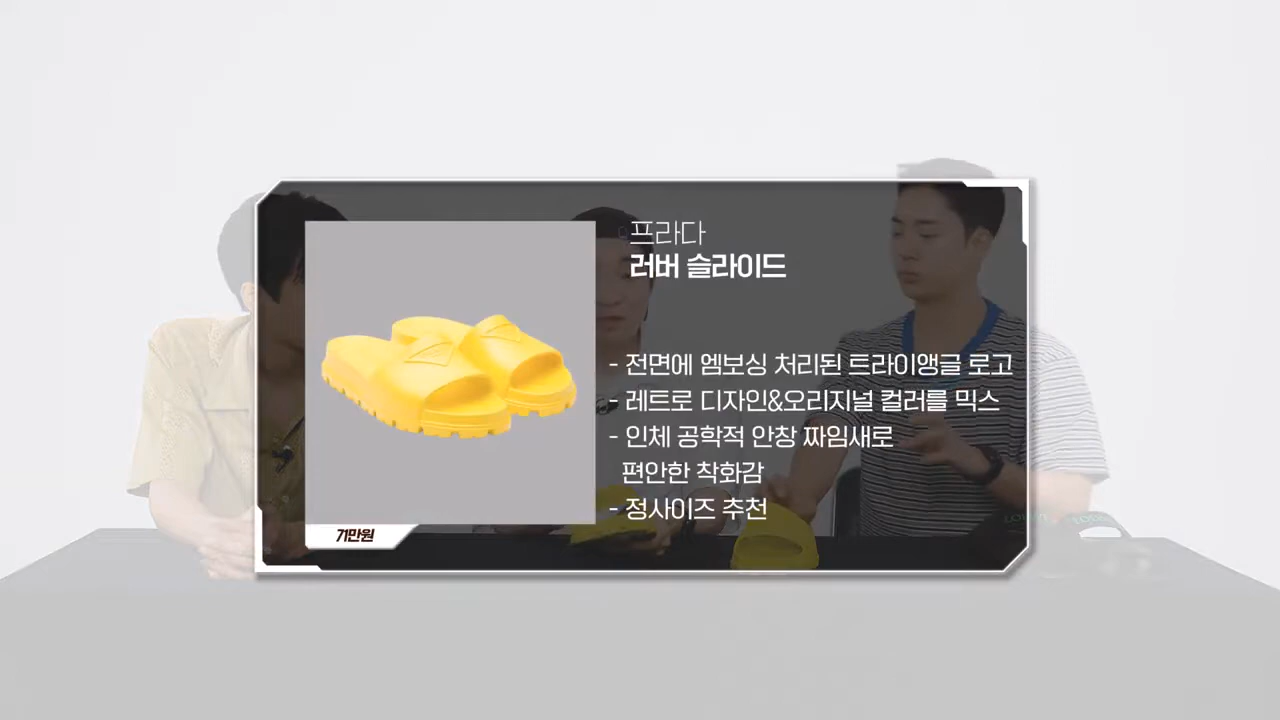 프라다
러버 슬라이드
- 전면에 엠보싱 처리된 트라이앵글 로고
- 레트로 디자인&오리지널 컬러를 믹스
- 인체 공학적 안창 짜임새로
편안한 착화감
- 정사이즈 추천
71만원